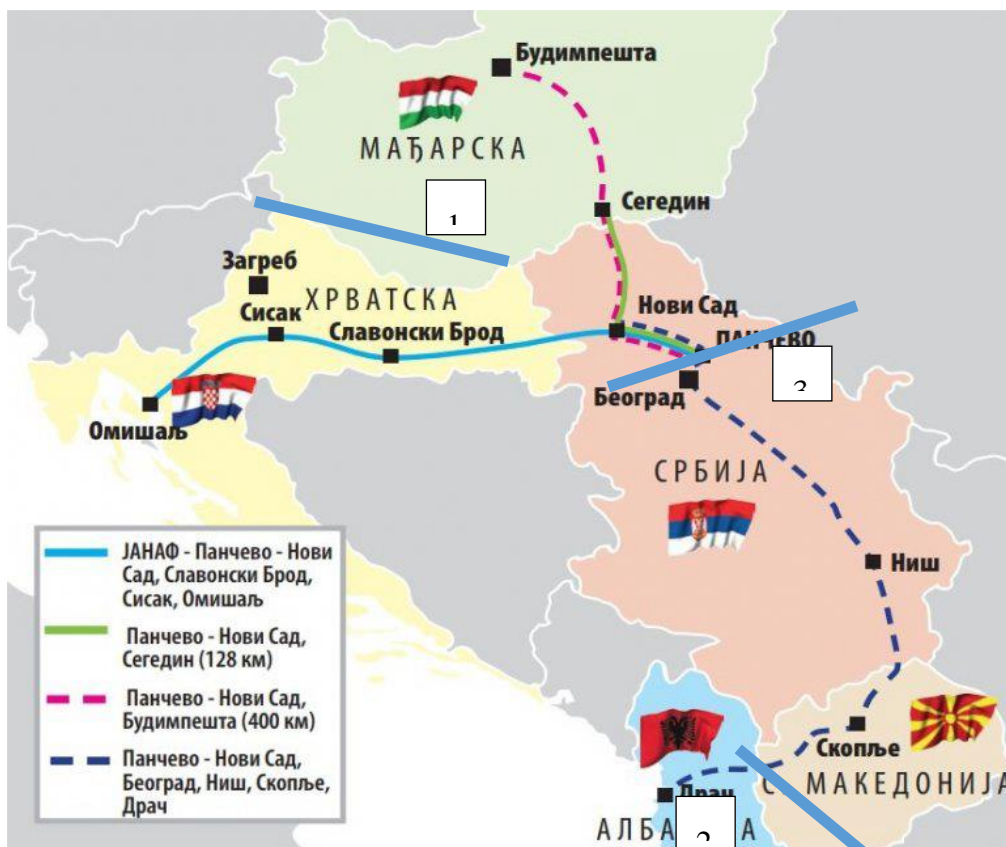 Будимпешта
МАЂАРСКА
1
Сегедин
Загреб
ХРВАТСКА
Сисак
Славонски Брод
Нови Сад
ПАНЧЕВО
3
Београд
Омишаљ
СРБИЈА
Ниш
ЈАНАФ - Панчево - Нови
Сад, Славонски Брод,
Сисак, Омишаљ
Панчево - Нови Сад,
Сегедин (128 км)
Панчево - Нови Сад,
Будимпешта (400 км)
Панчево - Нови Сад,
Београд, Ниш, Скопље,
Драч
Скопље
С. МАКЕДОНИЈА
Драч
2